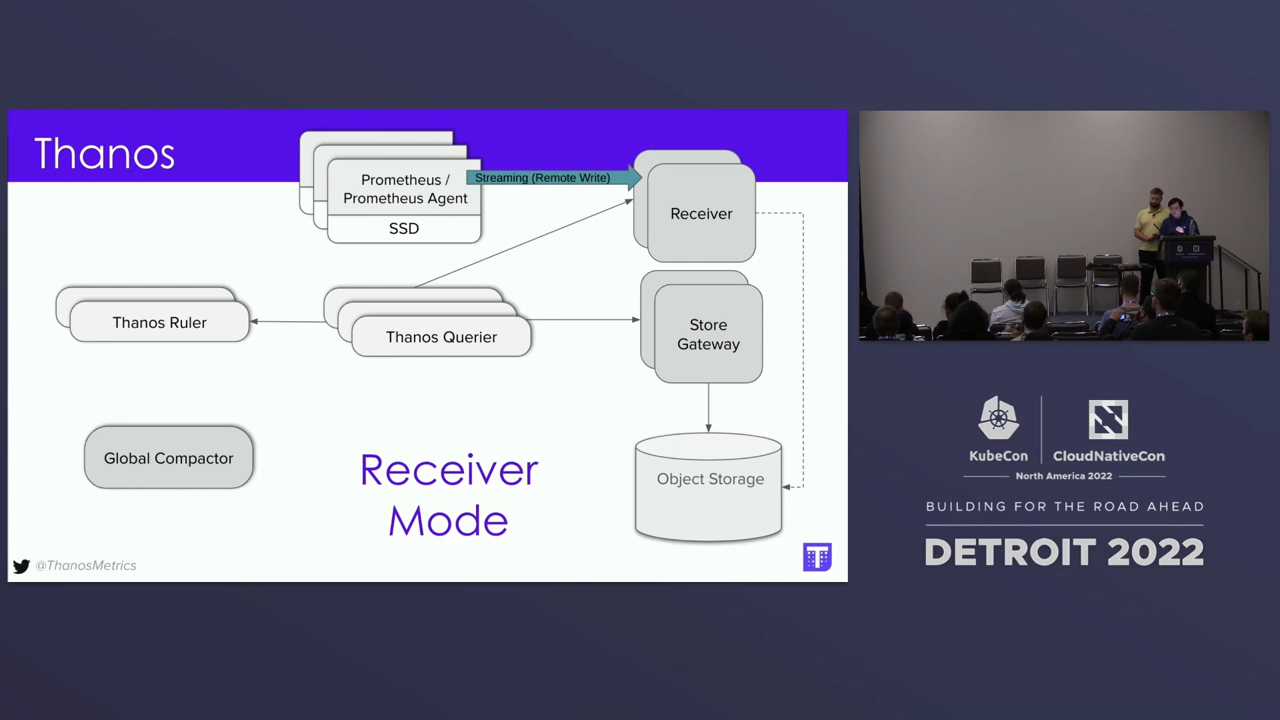 Thanos
Prometheus /
Prometheus Agent
SSD
Streaming (Remote Write)
Receiver
Thanos Ruler
Thanos Querier
Store
Gateway
Global Compactor
Receiver
Mode
Object Storage
@ThanosMetrics
T
KubeCon
CloudNativeCon
North America 2022
BUILDING FOR THE ROAD AHEAD
DETROIT 2022